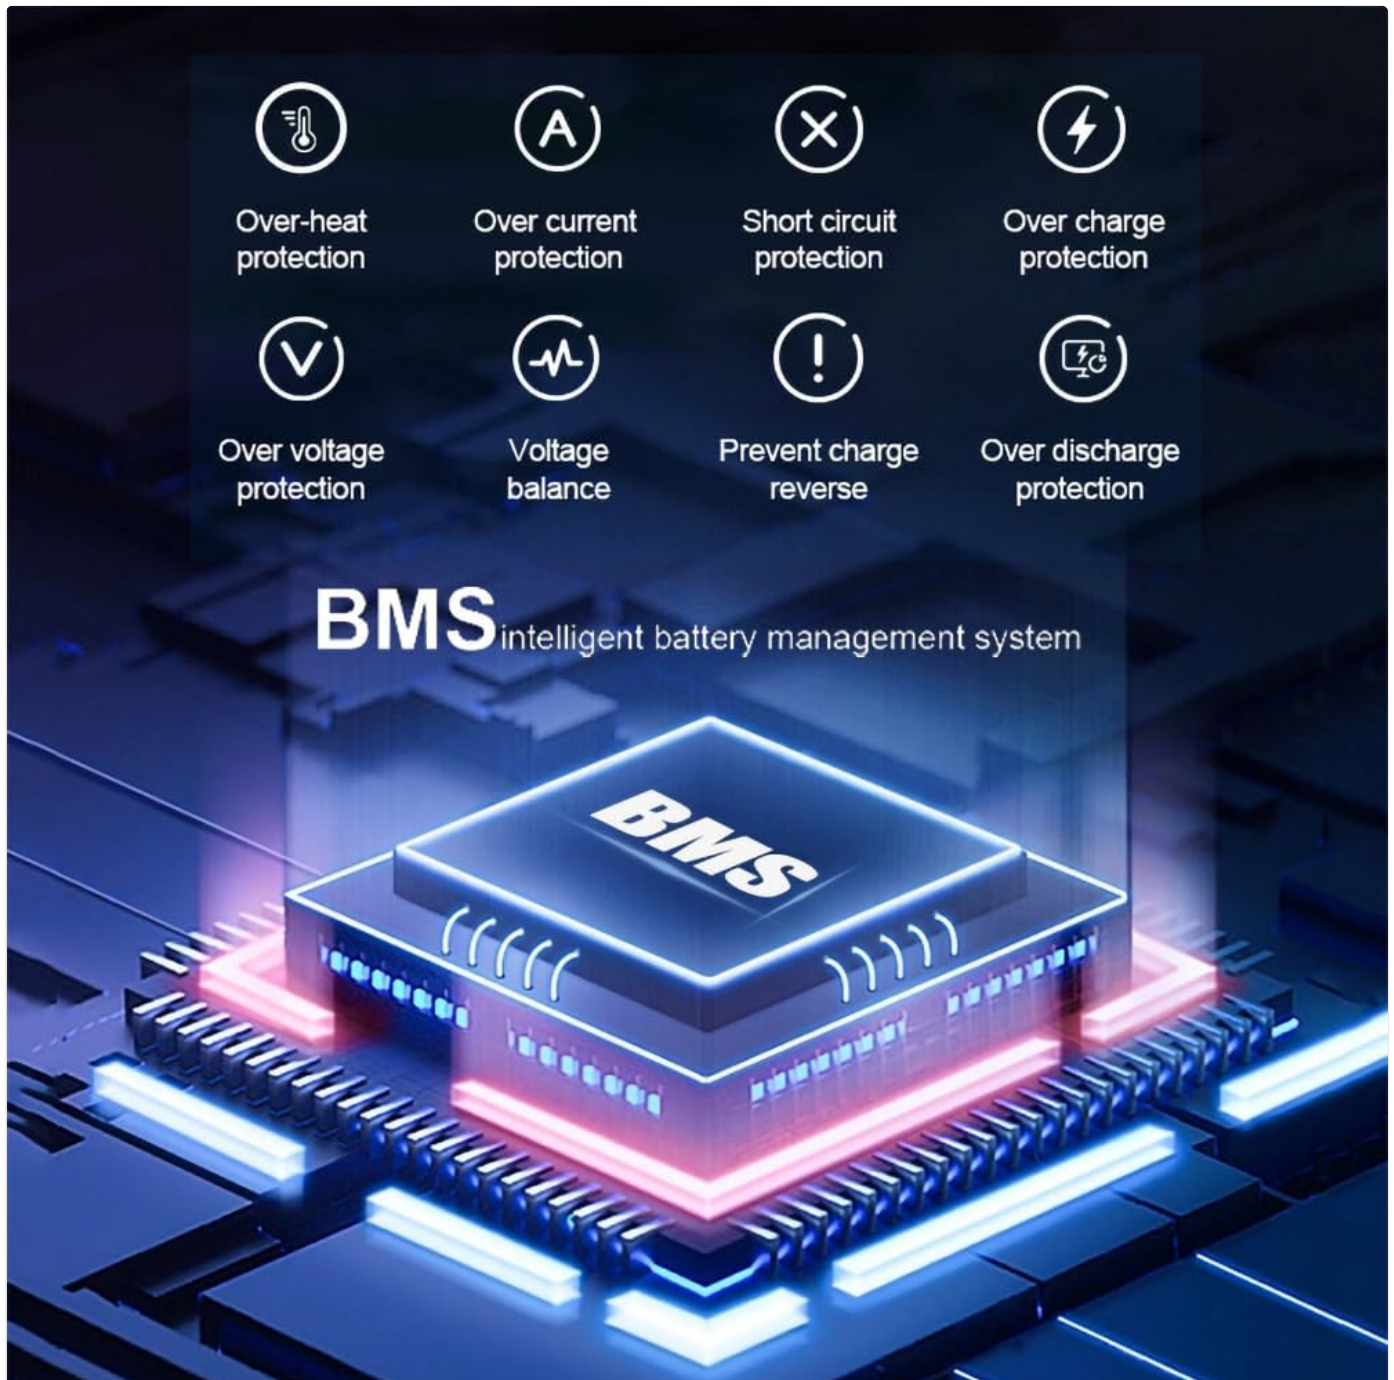 Over-heat
protection
Over current
protection
Short circuit
protection
Over charge
protection
Over voltage
protection
Voltage
balance
Prevent charge
reverse
Over discharge
protection
BMS intelligent battery management system
BMS